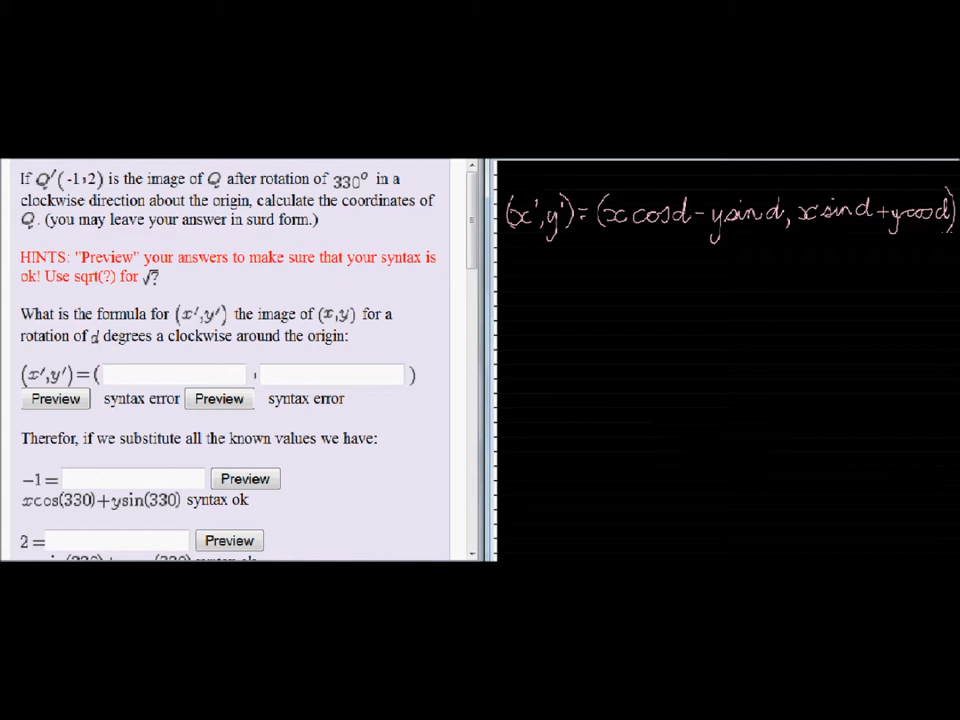 If Q′(-1,2) is the image of Q after rotation of 330° in a
clockwise direction about the origin, calculate the coordinates of
Q. (you may leave your answer in surd form.)
HINTS: "Preview" your answers to make sure that your syntax is
ok! Use sqrt(?) for √?
What is the formula for (x′,y′) the image of (x,y) for a
rotation of d degrees a clockwise around the origin:
(x′,y′)=( , )
Preview syntax error Preview syntax error
Therefor, if we substitute all the known values we have:
−1= Preview
xcos(330)+ysin(330) syntax ok
2= Preview
(x',y')=(x cosd - y sind, x sind + y cosd)